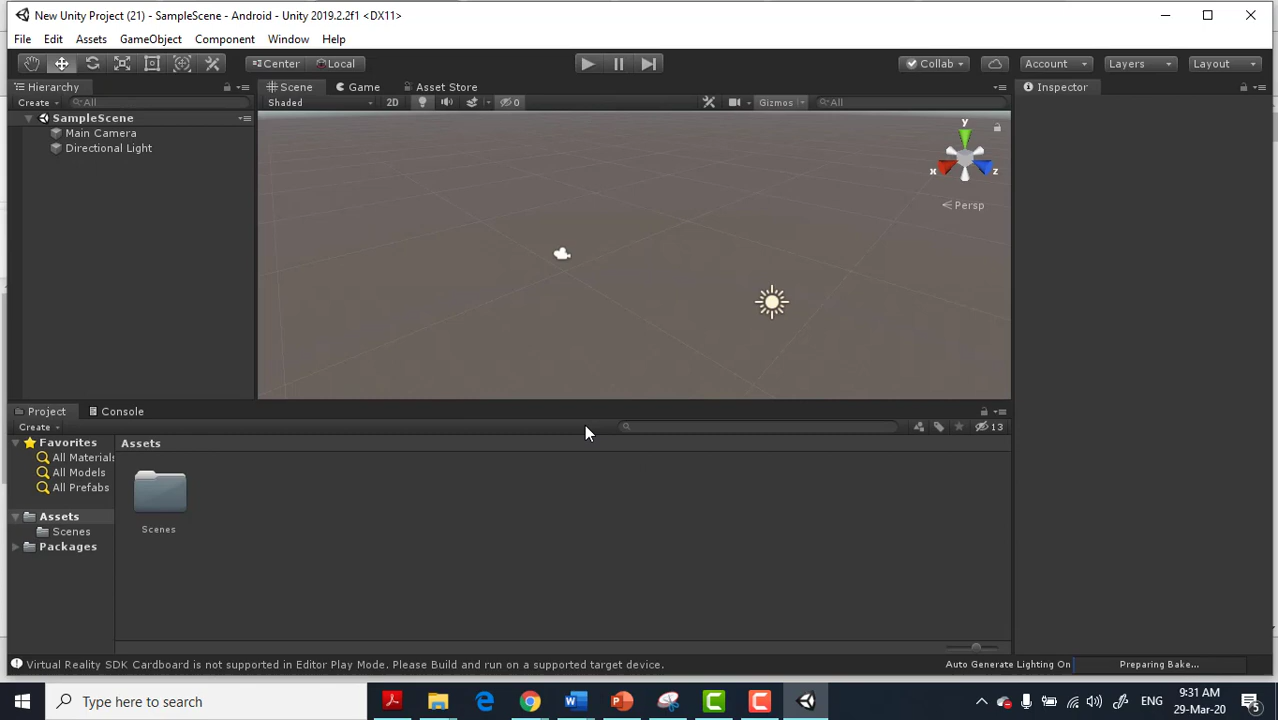 New Unity Project (21) - SampleScene - Android - Unity 2019.2.2f1 <DX11>
File Edit Assets GameObject Component Window Help
Center Local Collab Account Layers Layout
Hierarchy Scene Game Asset Store Inspector
Create All Shaded 2D 0 Gizmos All
SampleScene
Main Camera
Directional Light
y
x z
Persp
Project Console
Create 13
Favorites Assets
All Materials
All Models
All Prefabs
Assets
Scenes Scenes
Packages
Virtual Reality SDK Cardboard is not supported in Editor Play Mode. Please Build and run on a supported target device. Auto Generate Lighting On Preparing Bake...
Type here to search ENG 9:31 AM
29-Mar-20 5